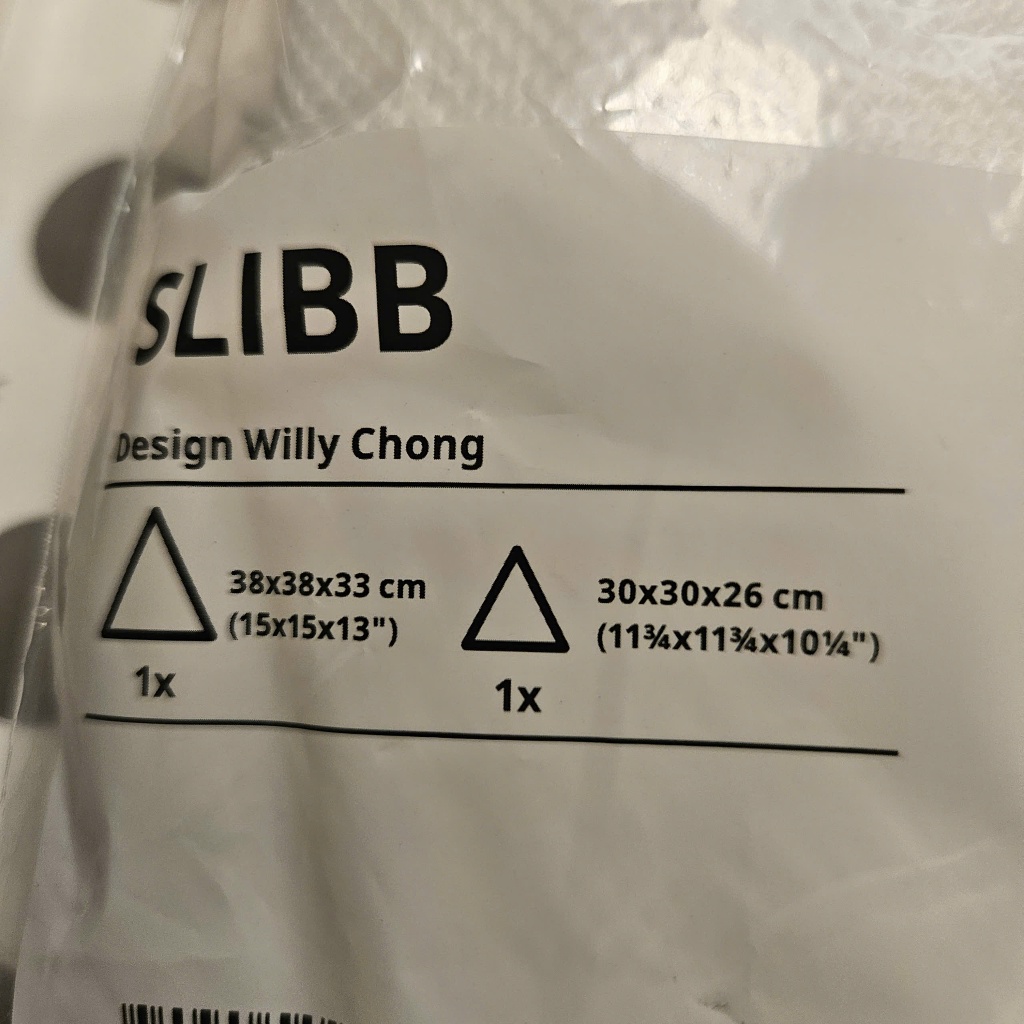 SLIBB
Design Willy Chong
38x38x33 cm
(15x15x13")
1x
30x30x26 cm
(11¾x11¾x10¼")
1x